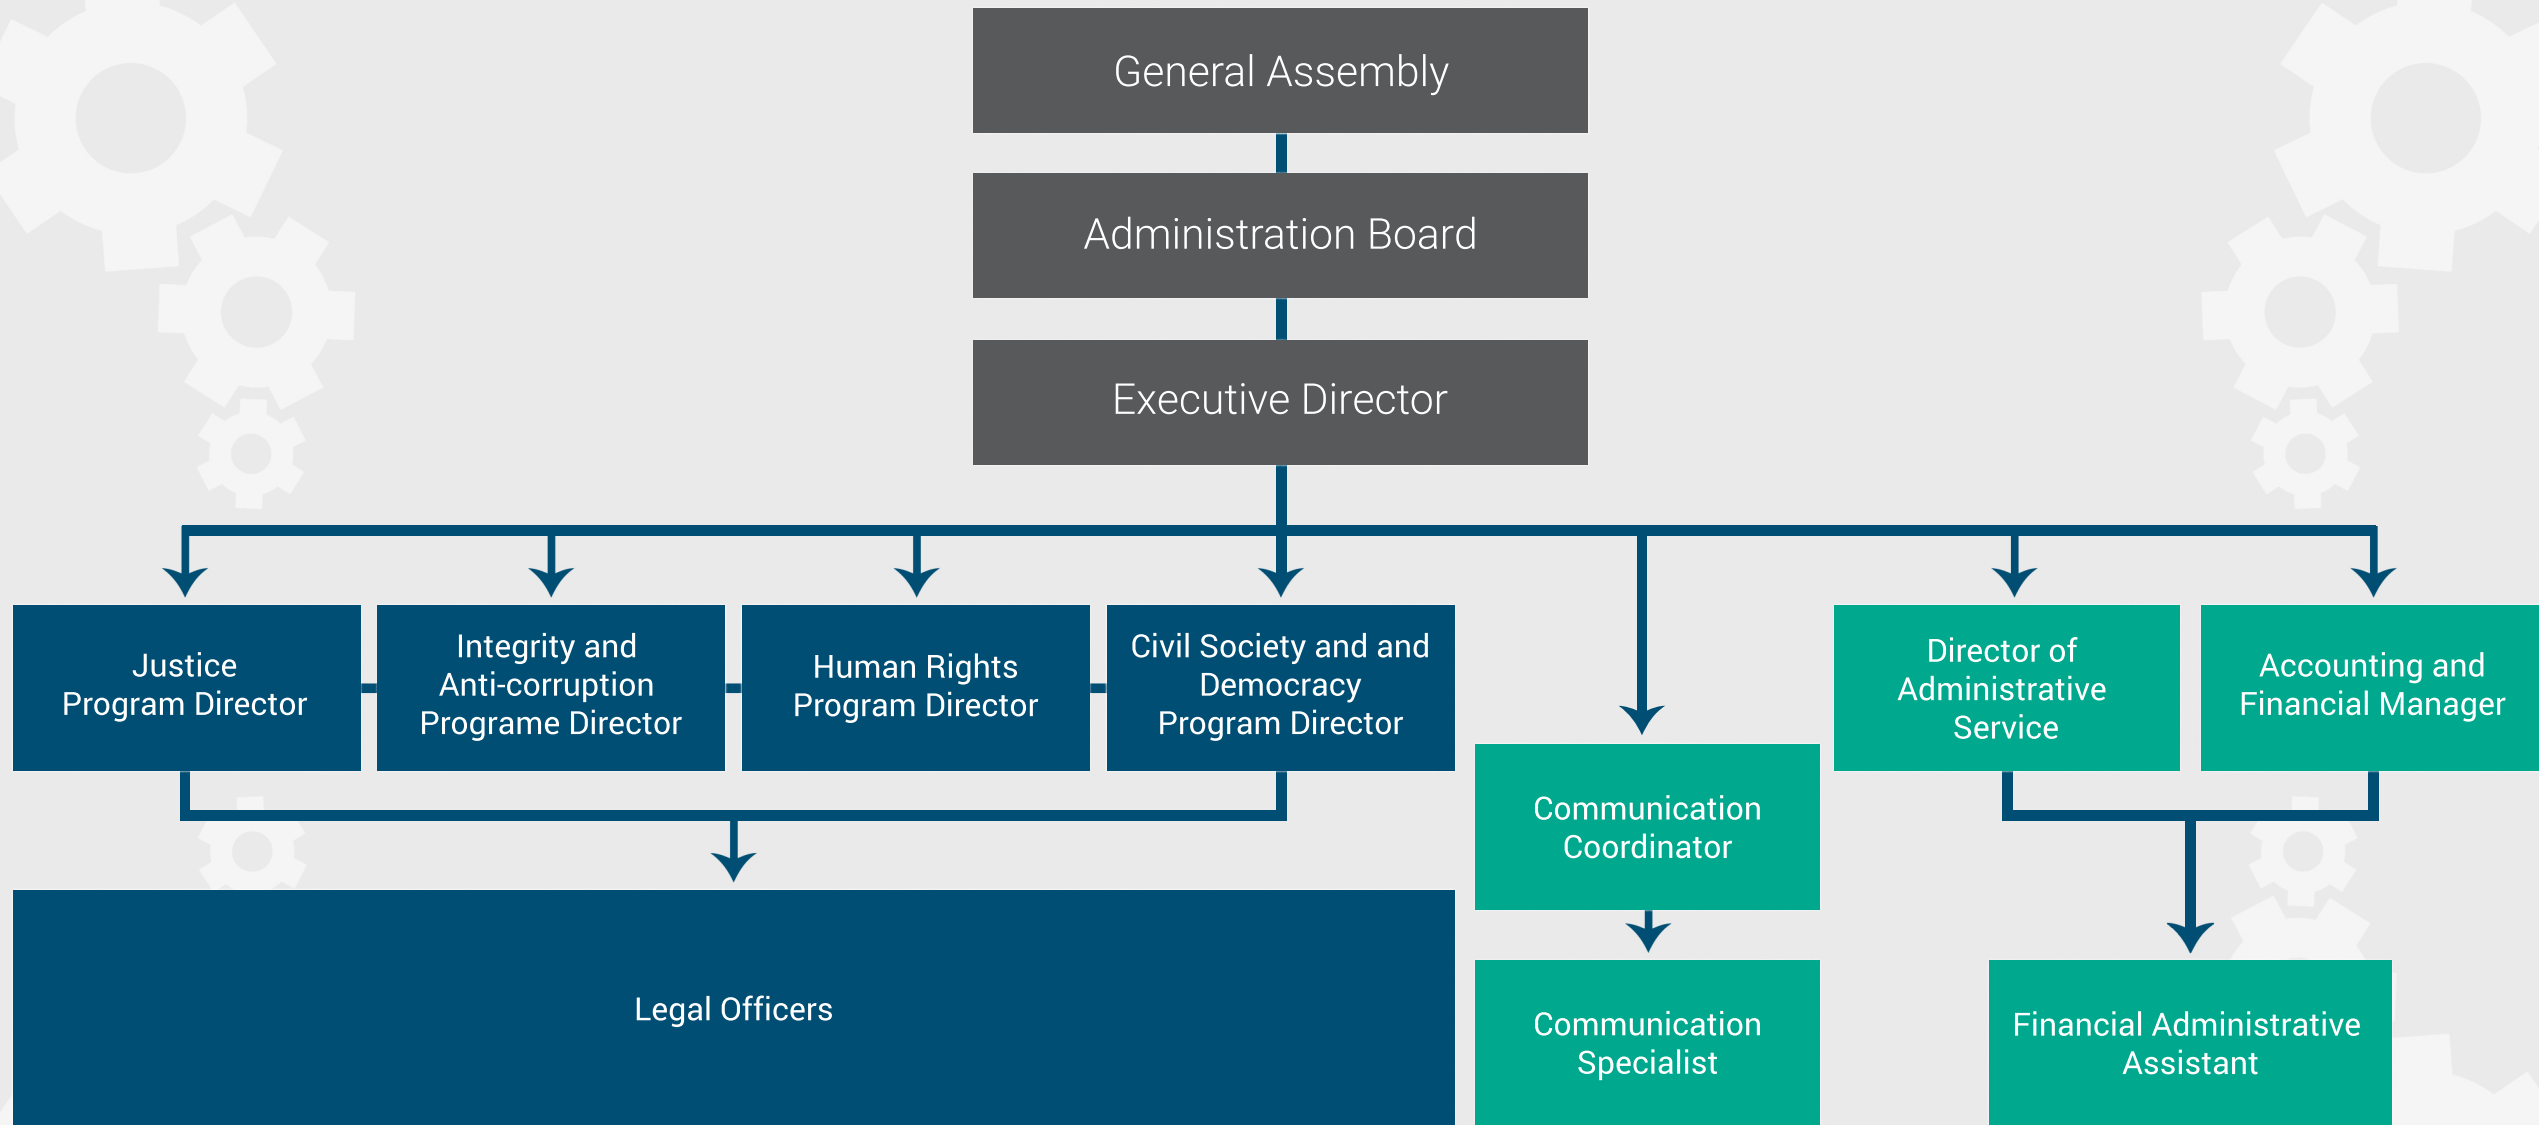 General Assembly
Administration Board
Executive Director
Justice
Program Director
Integrity and
Anti-corruption
Programe Director
Human Rights
Program Director
Civil Society and and
Democracy
Program Director
Director of
Administrative
Service
Accounting and
Financial Manager
Communication
Coordinator
Legal Officers
Communication
Specialist
Financial Administrative
Assistant